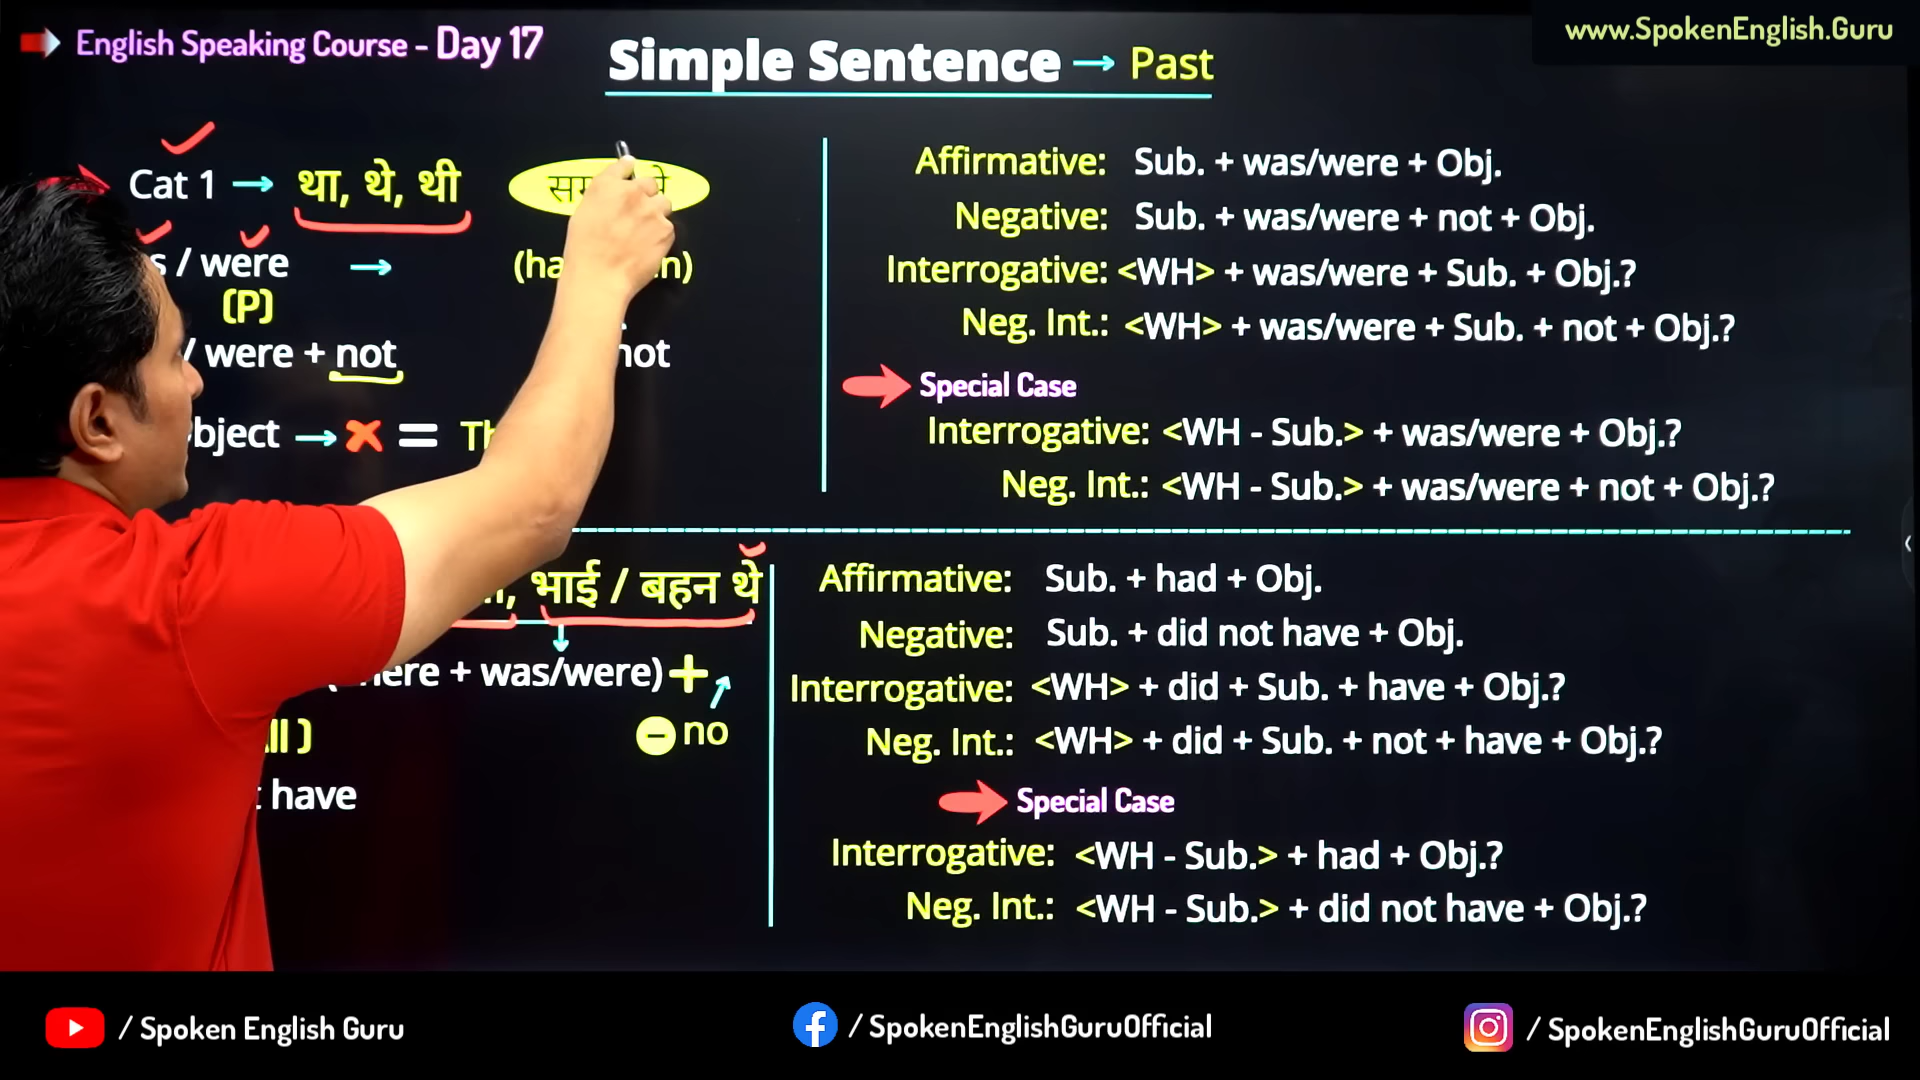 English Speaking Course - Day 17
Simple Sentence → Past
www.SpokenEnglish.Guru
Cat 1 → था, थे, थी
/ were →
(P)
/ were + not
not
→ ✗ =
भाई / बहन थे
+ was/were) +
- no
have
Affirmative: Sub. + was/were + Obj.
Negative: Sub. + was/were + not + Obj.
Interrogative: <WH> + was/were + Sub. + Obj.?
Neg. Int.: <WH> + was/were + Sub. + not + Obj.?
Special Case
Interrogative: <WH - Sub.> + was/were + Obj.?
Neg. Int.: <WH - Sub.> + was/were + not + Obj.?
Affirmative: Sub. + had + Obj.
Negative: Sub. + did not have + Obj.
Interrogative: <WH> + did + Sub. + have + Obj.?
Neg. Int.: <WH> + did + Sub. + not + have + Obj.?
Special Case
Interrogative: <WH - Sub.> + had + Obj.?
Neg. Int.: <WH - Sub.> + did not have + Obj.?
/ Spoken English Guru
/ SpokenEnglishGuruOfficial
/ SpokenEnglishGuruOfficial